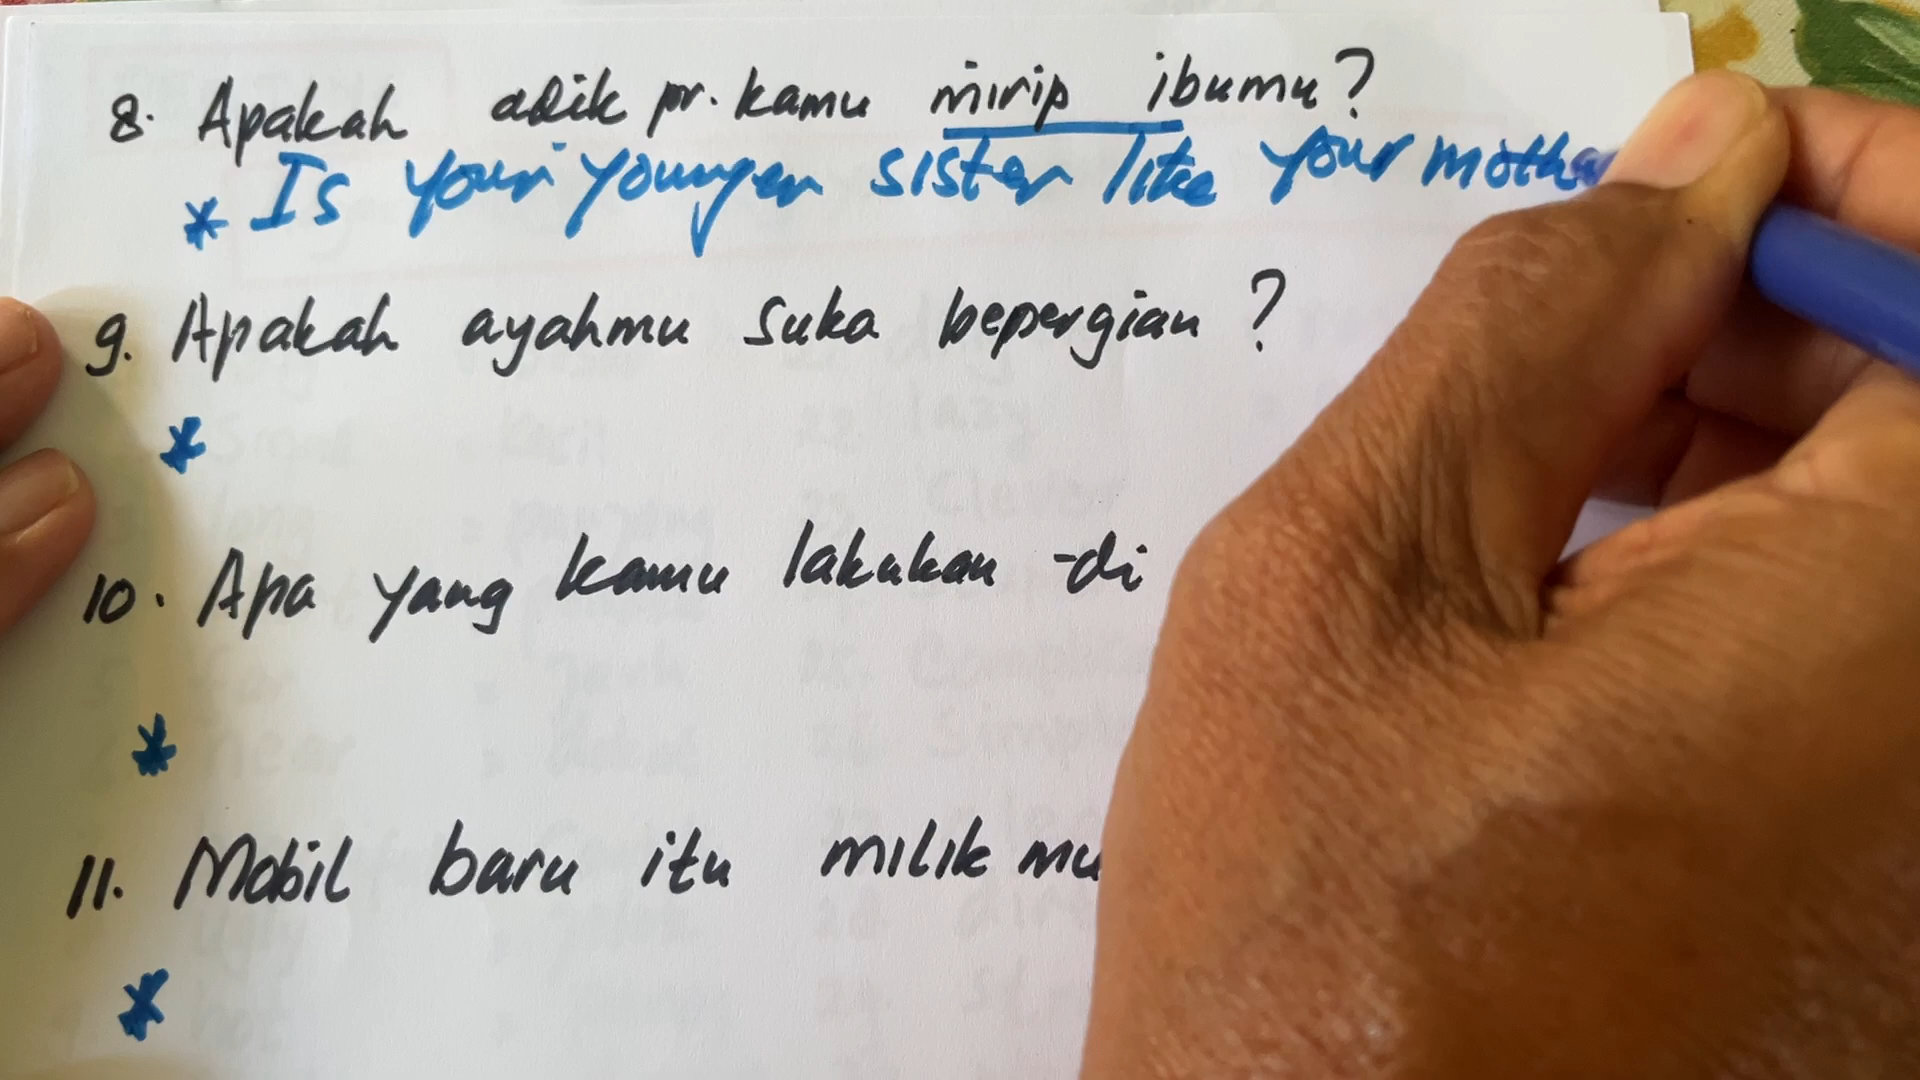 8. Apakah adik pr. kamu mirip ibumu?
* Is your younger sister like your mothe
9. Apakah ayahmu suka bepergian ?
*
10. Apa yang kamu lakukan di
*
11. Mobil baru itu milik mu
*